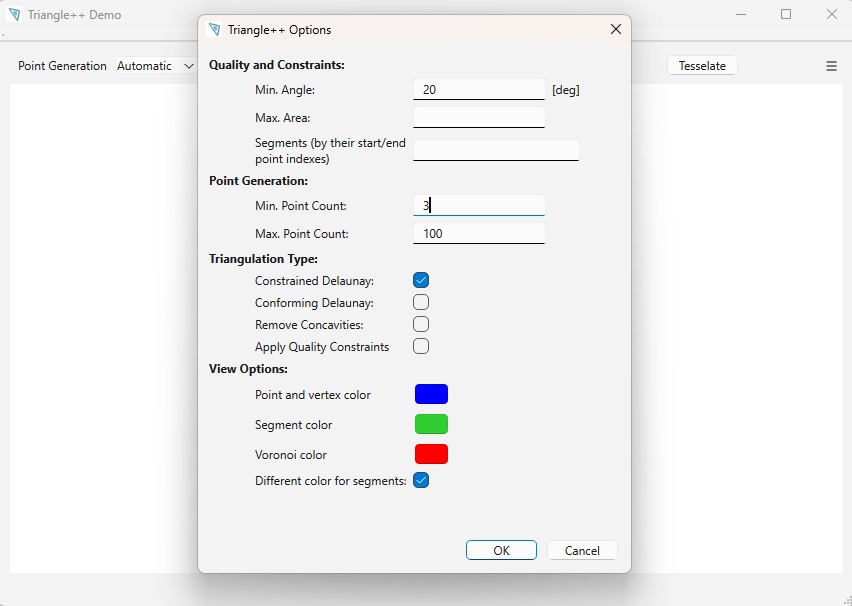 Triangle++ Demo
Triangle++ Options
Point Generation
Automatic
Tesselate
Quality and Constraints:
Min. Angle:
20
[deg]
Max. Area:
Segments (by their start/end
point indexes)
Point Generation:
Min. Point Count:
3
Max. Point Count:
100
Triangulation Type:
Constrained Delaunay:
Conforming Delaunay:
Remove Concavities:
Apply Quality Constraints
View Options:
Point and vertex color
Segment color
Voronoi color
Different color for segments:
OK
Cancel